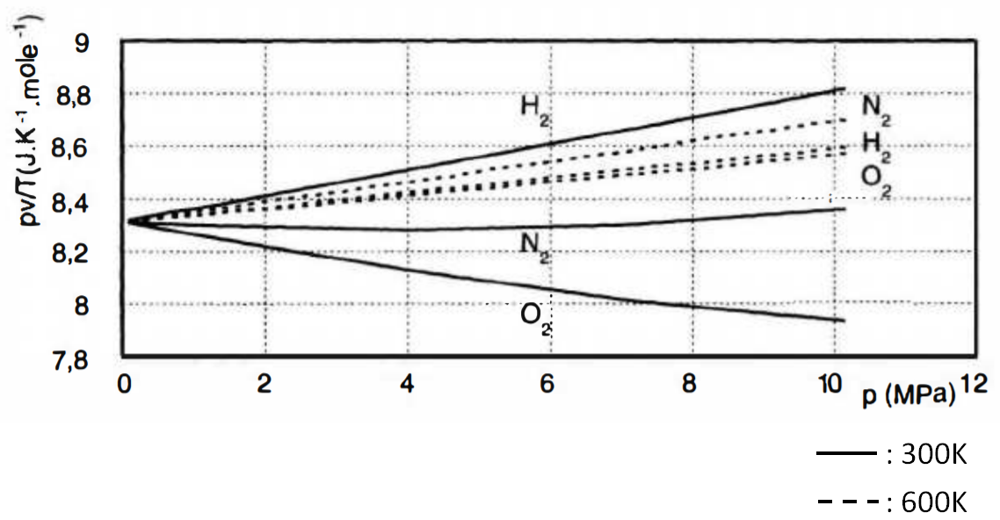 pv/T(J.K⁻¹.mole⁻¹)
9
8,8
8,6
8,4
8,2
8
7,8
H₂
N₂
H₂
O₂
N₂
O₂
0 2 4 6 8 10 12
p (MPa)
: 300K
: 600K